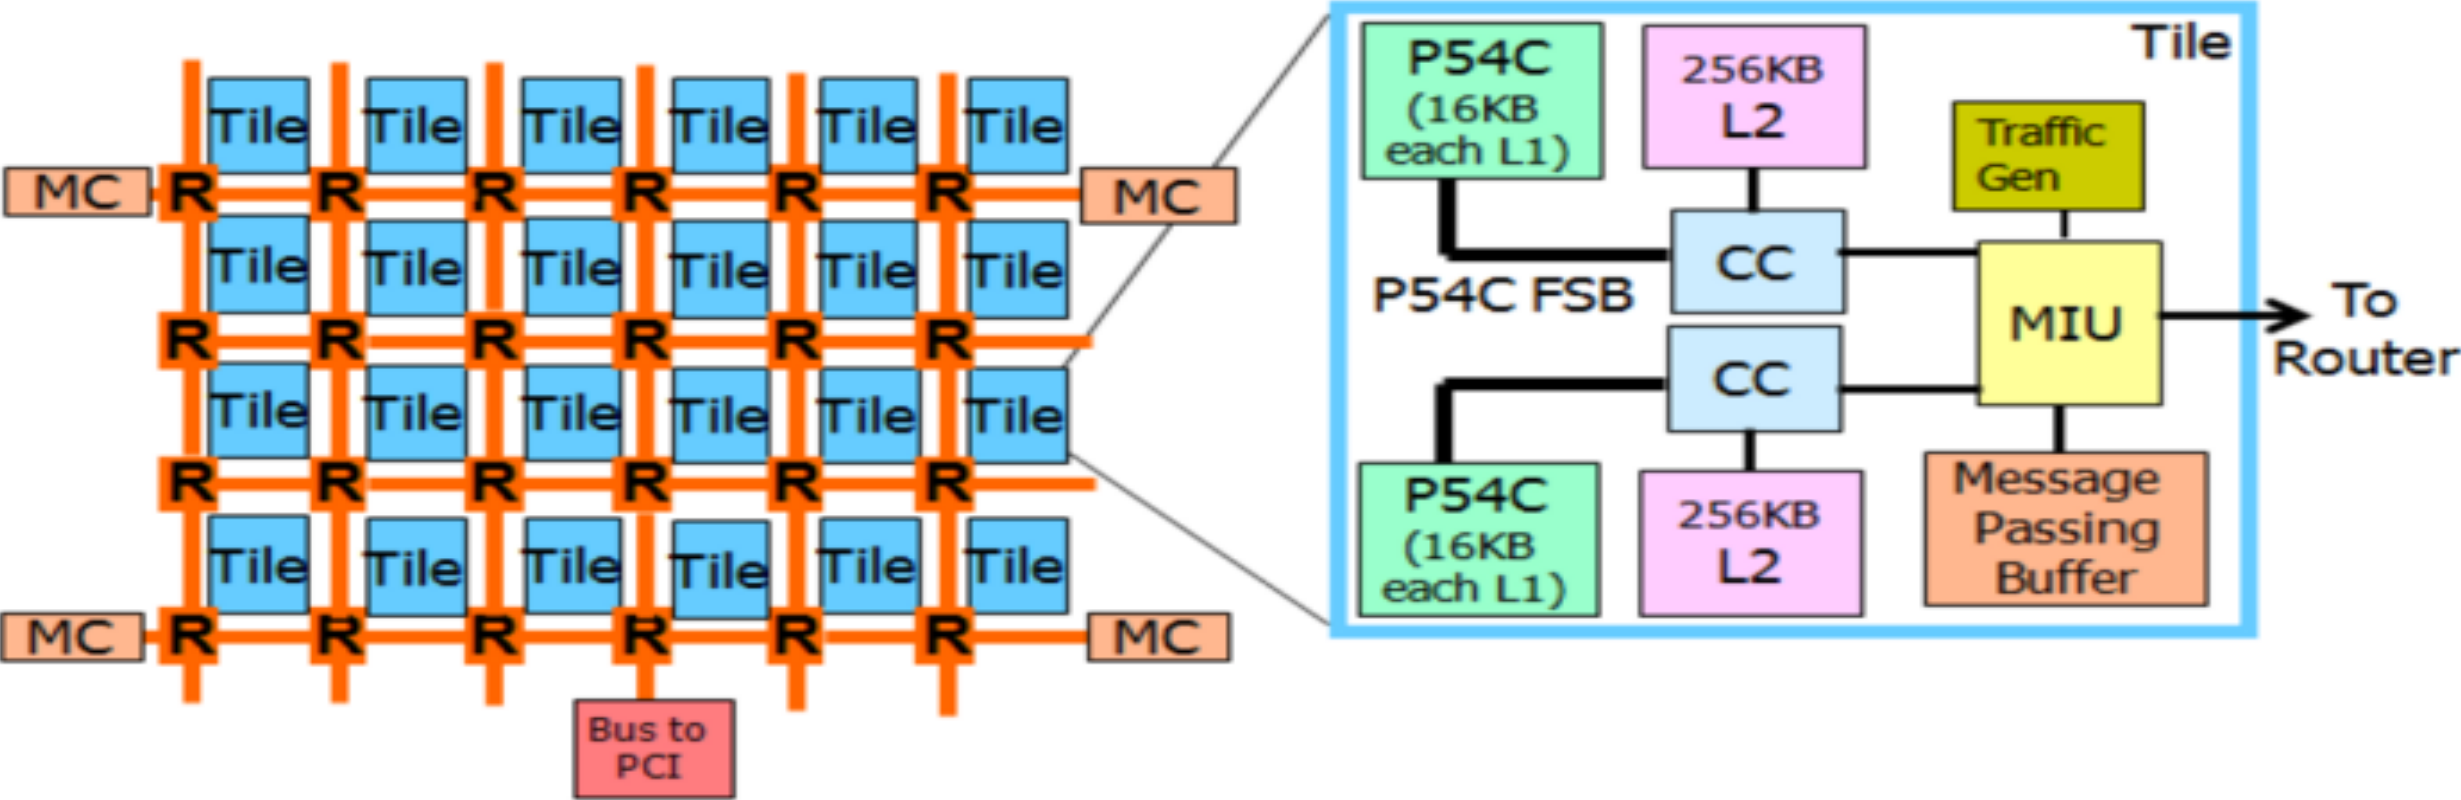 Tile Tile Tile Tile Tile Tile
MC R R R R R R MC
Tile Tile Tile Tile Tile Tile
R R R R R R
Tile Tile Tile Tile Tile Tile
R R R R R R
Tile Tile Tile Tile Tile Tile
MC R R R R R R MC
Bus to
PCI
Tile
P54C
(16KB
each L1)
256KB
L2
Traffic
Gen
CC
P54C FSB
MIU
To
Router
CC
P54C
(16KB
each L1)
256KB
L2
Message
Passing
Buffer